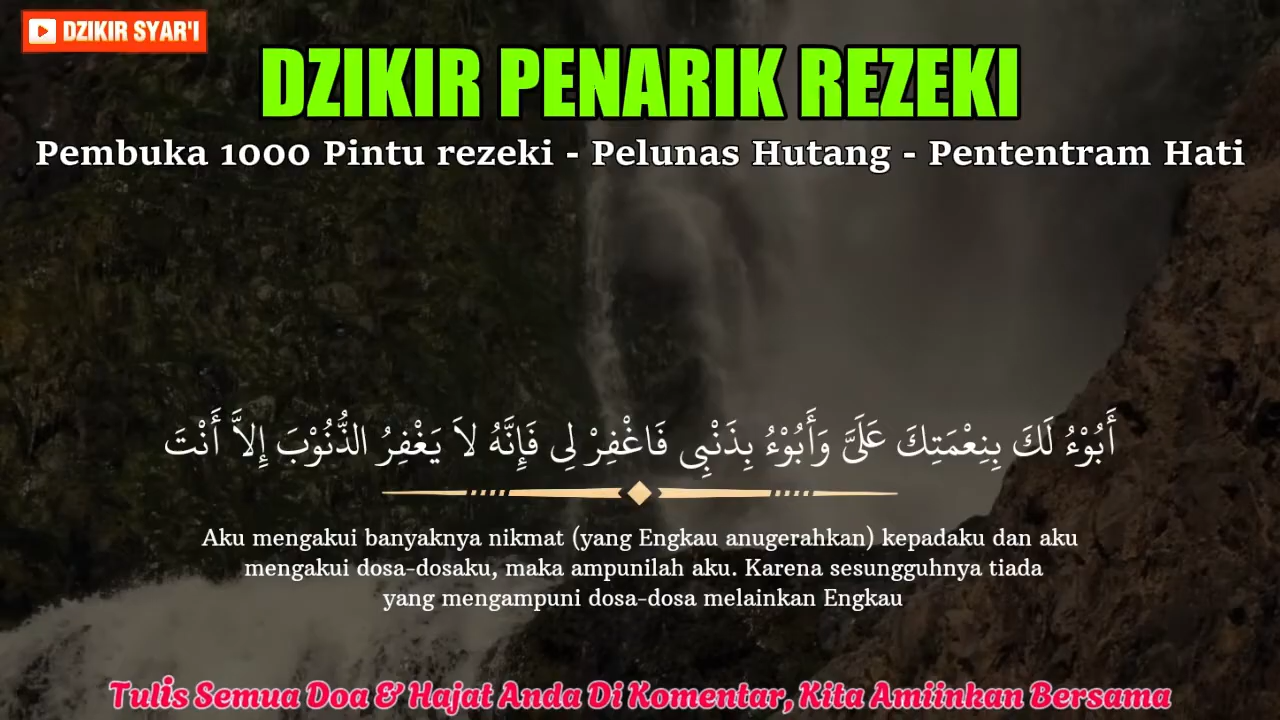 DZIKIR SYAR'I
DZIKIR PENARIK REZEKI
Pembuka 1000 Pintu rezeki - Pelunas Hutang - Pententram Hati
أَبُوْءُ لَكَ بِنِعْمَتِكَ عَلَيَّ وَأَبُوْءُ بِذَنْبِي فَاغْفِرْ لِي فَإِنَّهُ لاَ يَغْفِرُ الذُّنُوْبَ إِلاَّ أَنْتَ
Aku mengakui banyaknya nikmat (yang Engkau anugerahkan) kepadaku dan aku
mengakui dosa-dosaku, maka ampunilah aku. Karena sesungguhnya tiada
yang mengampuni dosa-dosa melainkan Engkau
Tulis Semua Doa & Hajat Anda Di Komentar, Kita Amiinkan Bersama